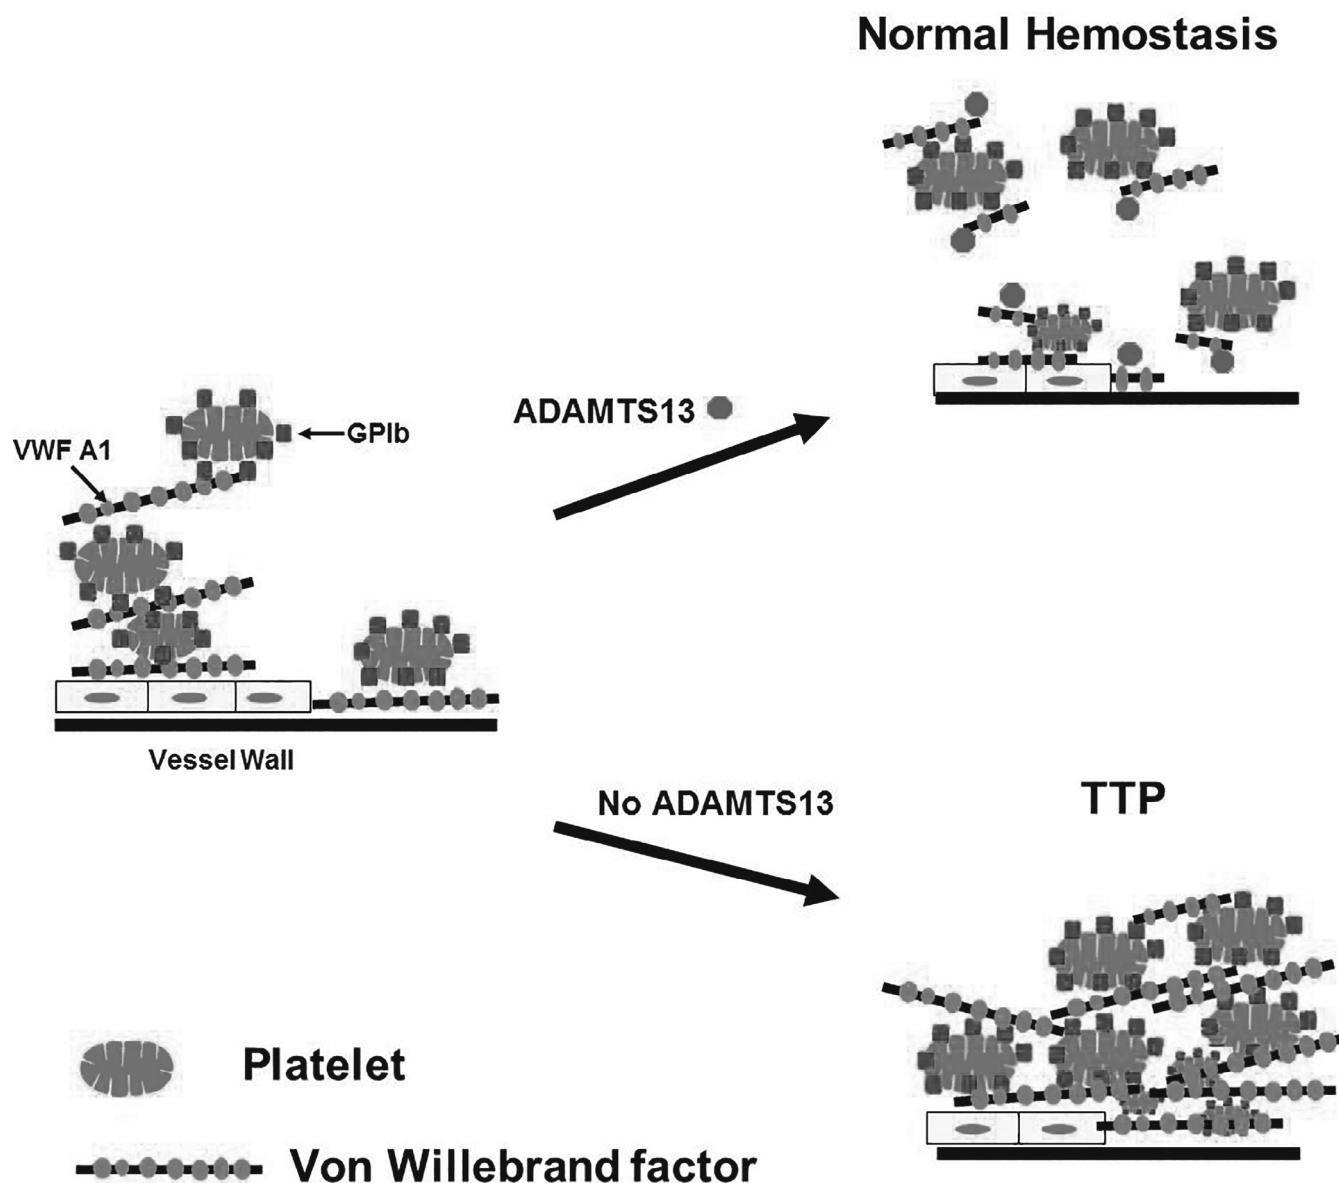 Normal Hemostasis
ADAMTS13
GPIb
VWF A1
Vessel Wall
No ADAMTS13
TTP
Platelet
Von Willebrand factor